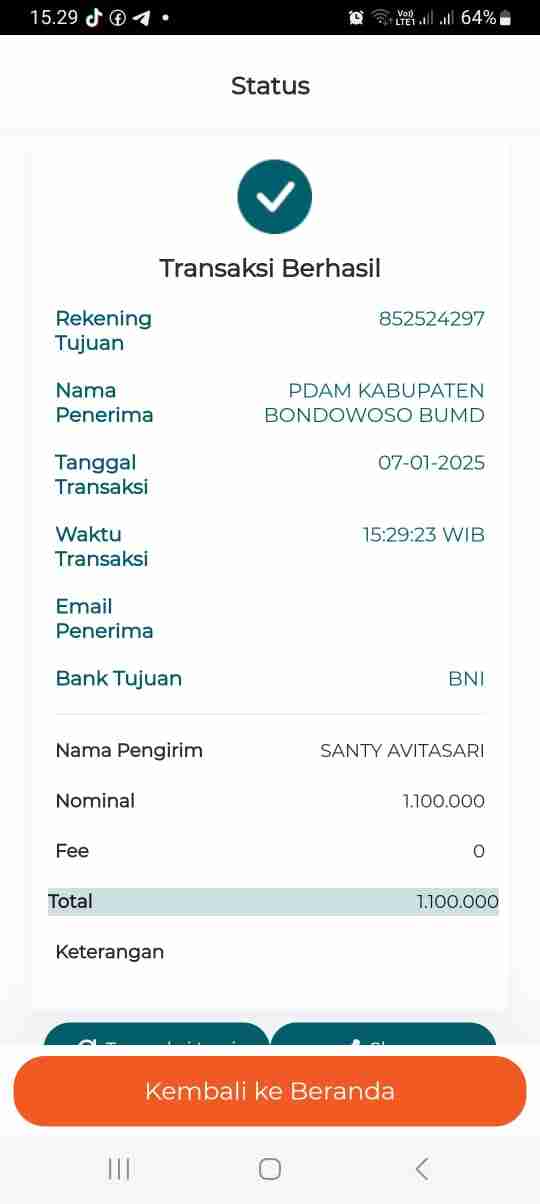 15.29
Vo)
LTE1
64%
Status
Transaksi Berhasil
Rekening
Tujuan
852524297
Nama
Penerima
PDAM KABUPATEN
BONDOWOSO BUMD
Tanggal
Transaksi
07-01-2025
Waktu
Transaksi
15:29:23 WIB
Email
Penerima
Bank Tujuan
BNI
Nama Pengirim
SANTY AVITASARI
Nominal
1.100.000
Fee
0
Total
1.100.000
Keterangan
Kembali ke Beranda